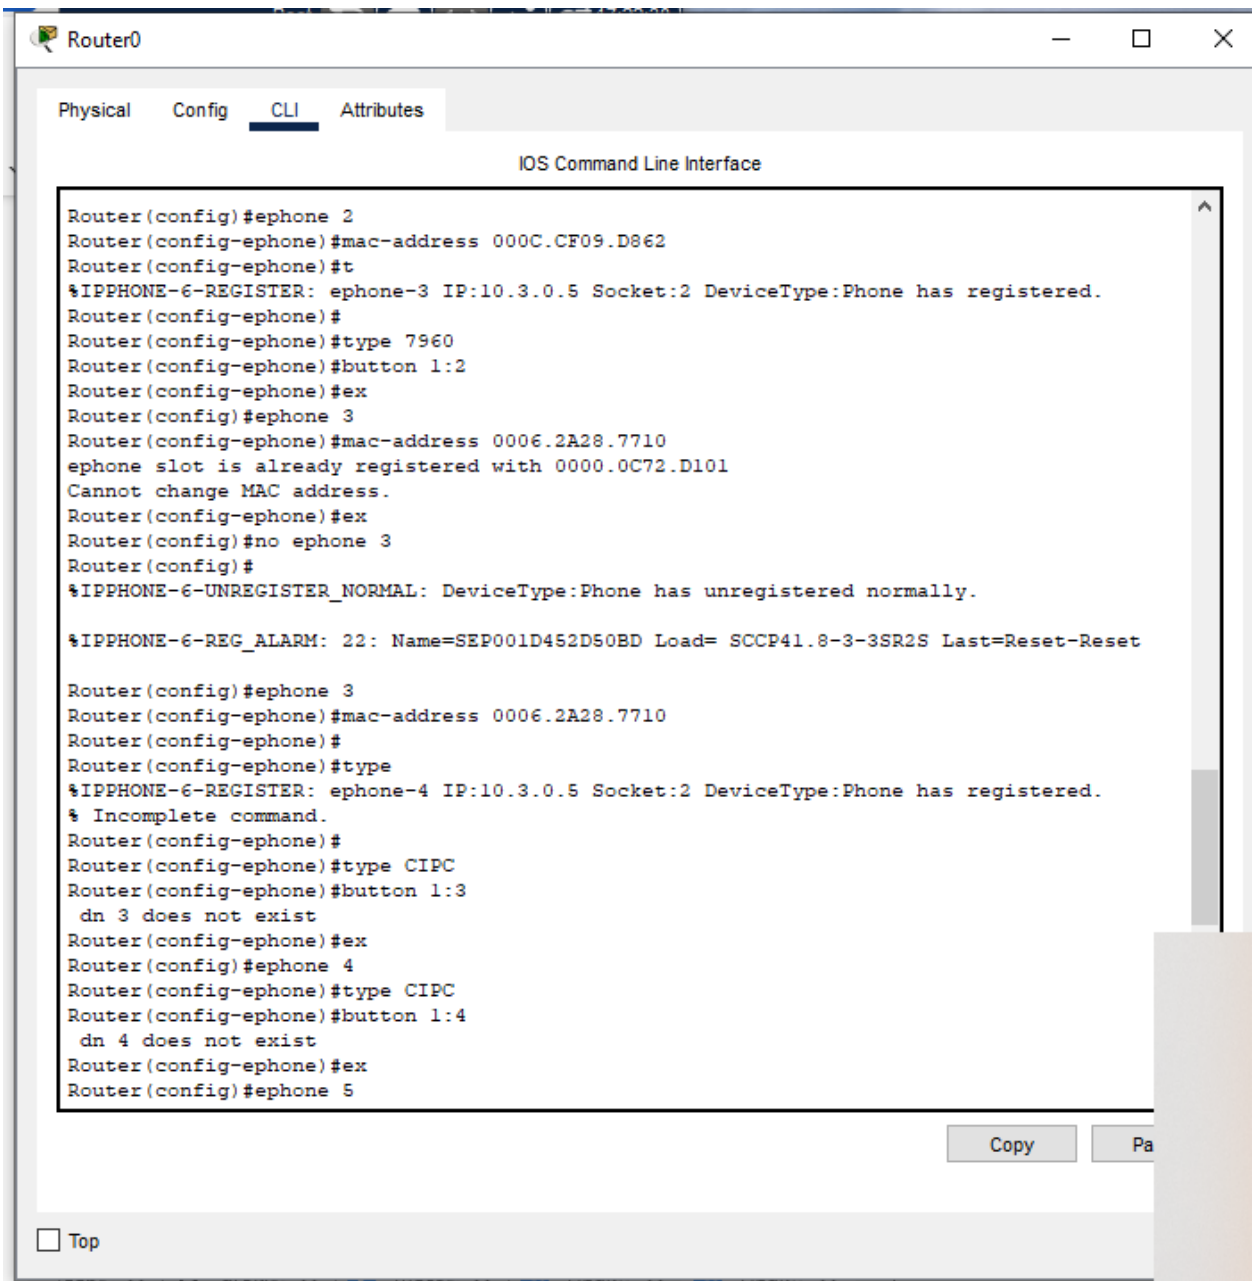 Router0
Physical Config CLI Attributes
IOS Command Line Interface
Router(config)#ephone 2
Router(config-ephone)#mac-address 000C.CF09.D862
Router(config-ephone)#t
%IPPHONE-6-REGISTER: ephone-3 IP:10.3.0.5 Socket:2 DeviceType:Phone has registered.
Router(config-ephone)#
Router(config-ephone)#type 7960
Router(config-ephone)#button 1:2
Router(config-ephone)#ex
Router(config)#ephone 3
Router(config-ephone)#mac-address 0006.2A28.7710
ephone slot is already registered with 0000.0C72.D101
Cannot change MAC address.
Router(config-ephone)#ex
Router(config)#no ephone 3
Router(config)#
%IPPHONE-6-UNREGISTER_NORMAL: DeviceType:Phone has unregistered normally.
%IPPHONE-6-REG_ALARM: 22: Name=SEP001D452D50BD Load= SCCP41.8-3-3SR2S Last=Reset-Reset
Router(config)#ephone 3
Router(config-ephone)#mac-address 0006.2A28.7710
Router(config-ephone)#
Router(config-ephone)#type
%IPPHONE-6-REGISTER: ephone-4 IP:10.3.0.5 Socket:2 DeviceType:Phone has registered.
% Incomplete command.
Router(config-ephone)#
Router(config-ephone)#type CIPC
Router(config-ephone)#button 1:3
dn 3 does not exist
Router(config-ephone)#ex
Router(config)#ephone 4
Router(config-ephone)#type CIPC
Router(config-ephone)#button 1:4
dn 4 does not exist
Router(config-ephone)#ex
Router(config)#ephone 5
Copy Pa
Top